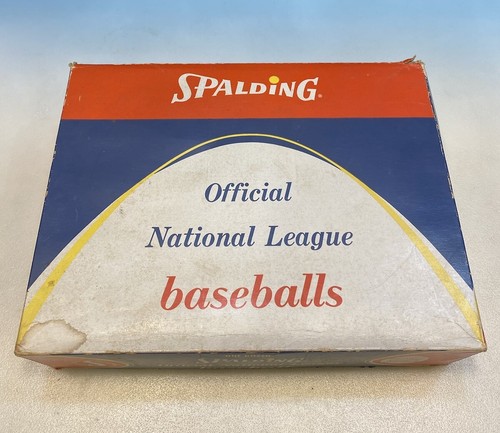 SPALDING
Official
National League
baseballs